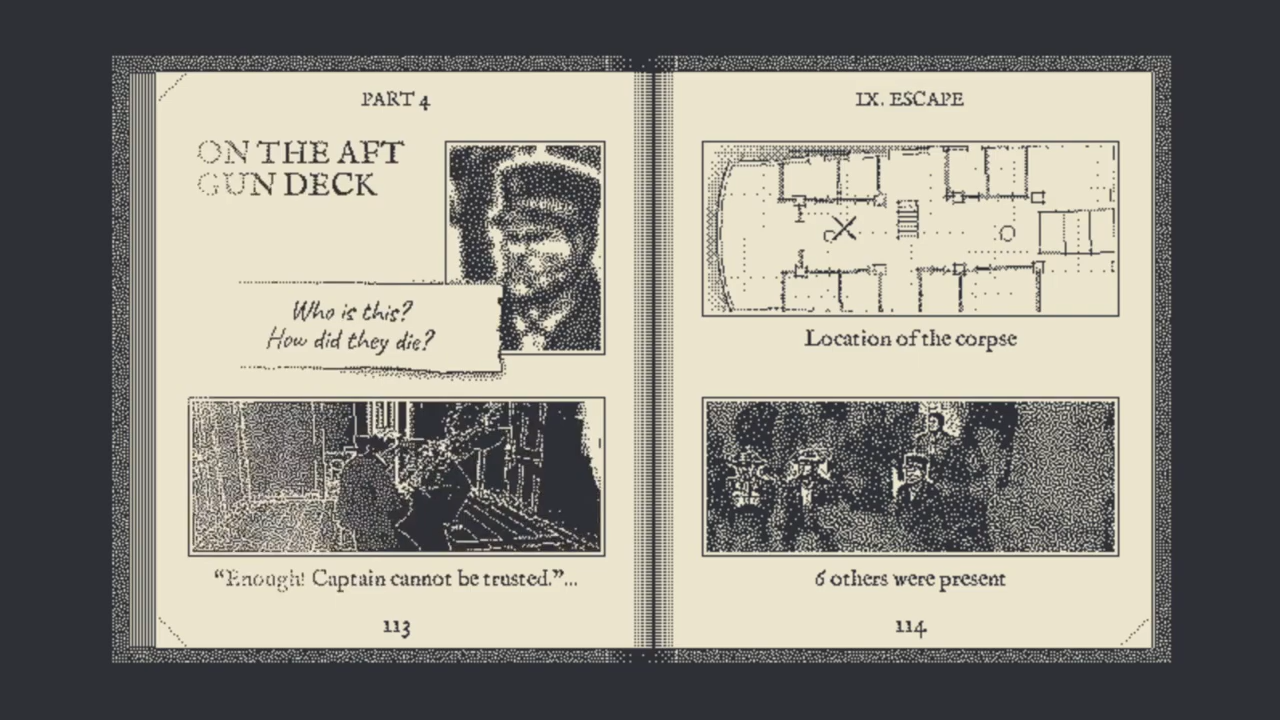 PART 4
ON THE AFT
GUN DECK
Who is this?
How did they die?
“Enough! Captain cannot be trusted.”...
113
IX. ESCAPE
Location of the corpse
6 others were present
114